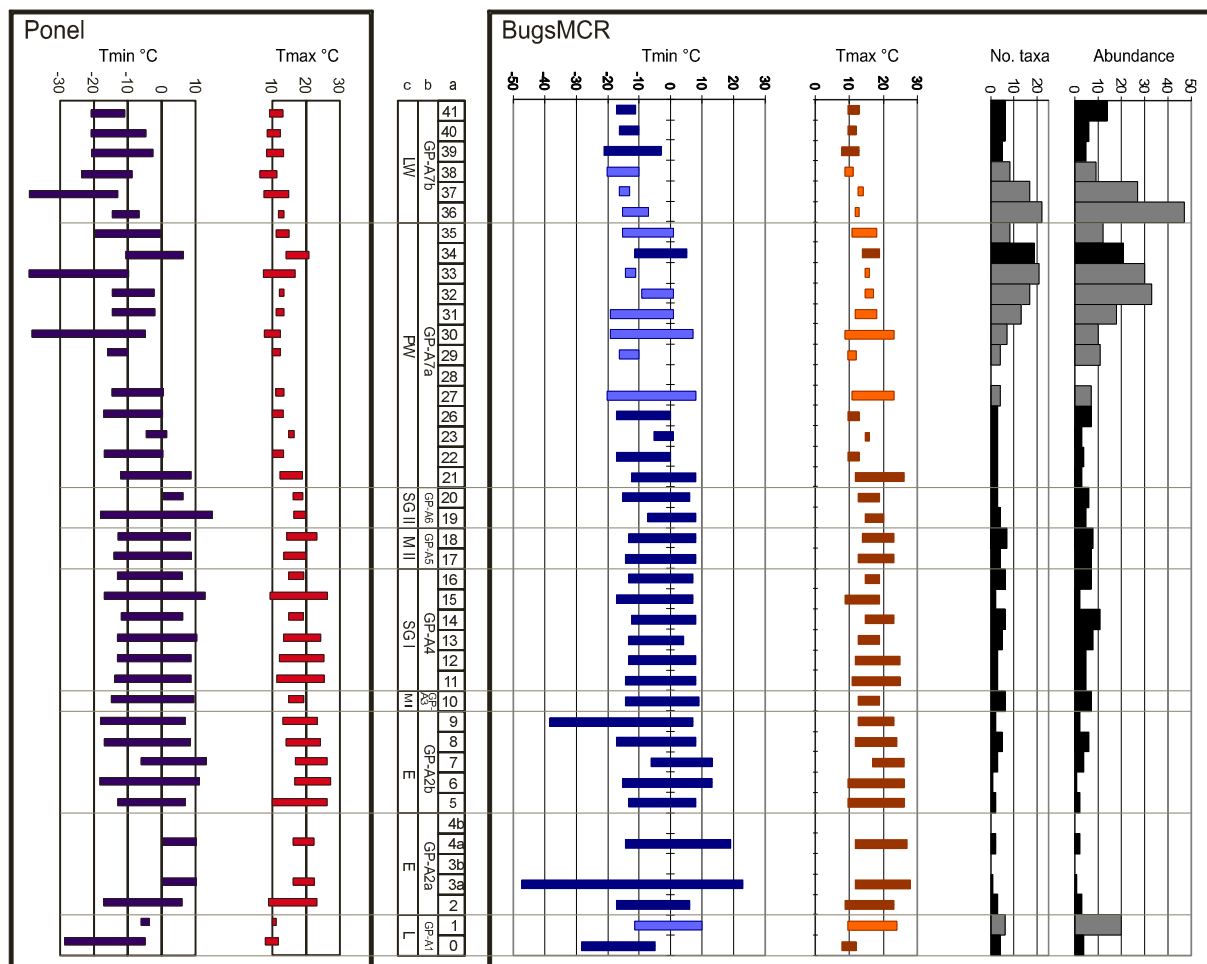 Ponel
BugsMCR
Tmin °C
Tmax °C
c b a
Tmin °C
Tmax °C
No. taxa
Abundance
-30 -20 -10 0 10
10 20 30
-50 -40 -30 -20 -10 0 10 20 30
0 10 20 30
0 10 20
0 10 20 30 40 50
LW GP-A7b
41
40
39
38
37
36
PW GP-A7a
35
34
33
32
31
30
29
28
27
26
23
22
21
SG II GP-A6
20
19
M II GP-A5
18
17
SG I GP-A4
16
15
14
13
12
11
M I GP-A3
10
E GP-A2b
9
8
7
6
5
E GP-A2a
4b
4a
3b
3a
2
L GP-A1
1
0